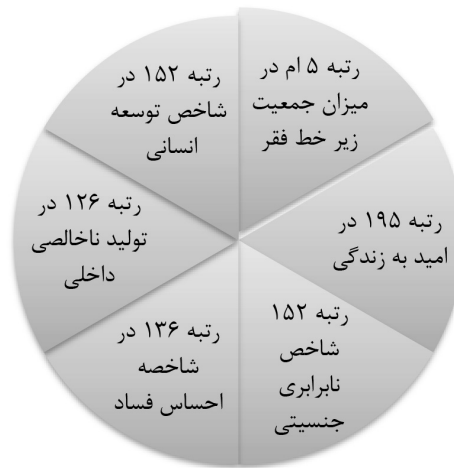 رتبه ۵ ام در
میزان جمعیت
زیر خط فقر
رتبه ۱۹۵ در
امید به زندگی
رتبه ۱۵۲
شاخص
نابرابری
جنسیتی
رتبه ۱۳۶ در
شاخصه
احساس فساد
رتبه ۱۲۶ در
تولید ناخالصی
داخلی
رتبه ۱۵۲ در
شاخص توسعه
انسانی